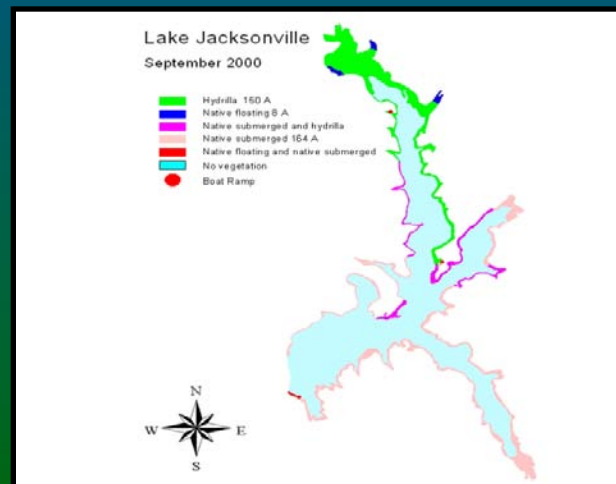 Lake Jacksonville
September 2000
Hydrilla 160 A
Native floating 8 A
Native submerged and hydrilla
Native submerged 164 A
Native floating and native submerged
No vegetation
Boat Ramp
N
W E
S